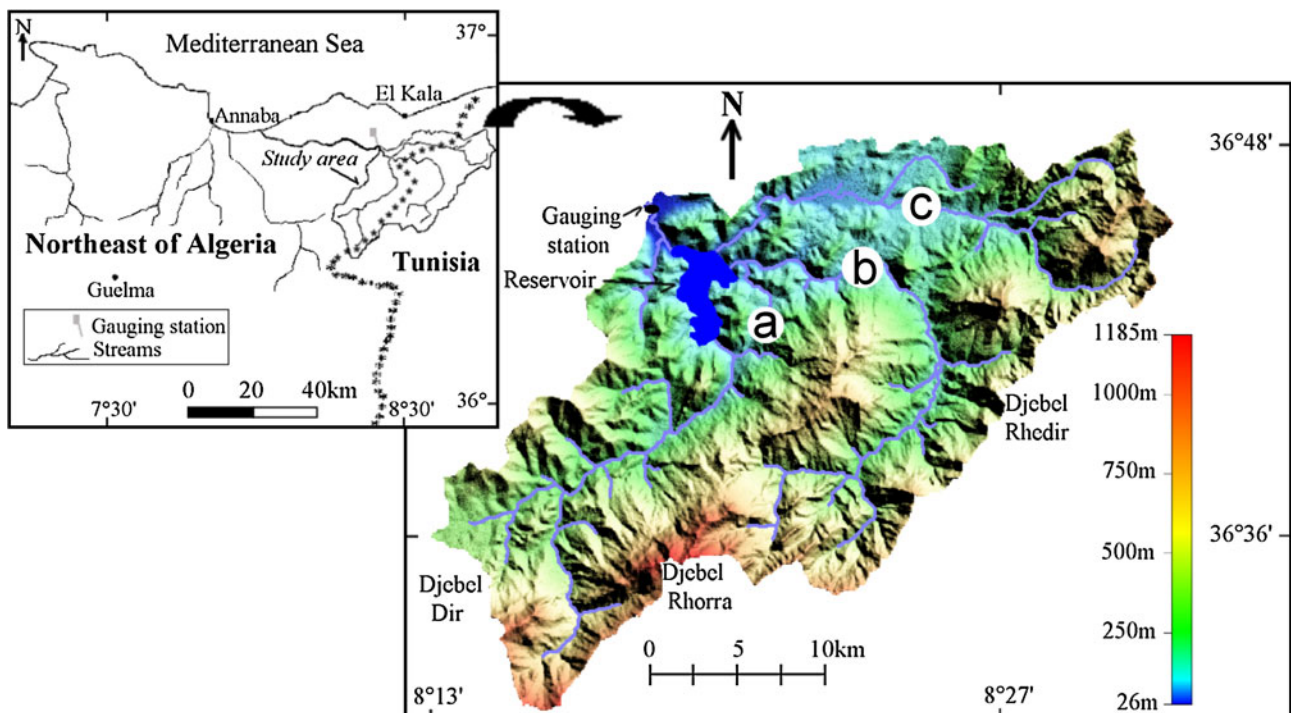 N
Mediterranean Sea
37°
El Kala
Annaba
Study area
Northeast of Algeria
Tunisia
Guelma
Gauging station
Streams
0 20 40km
7°30'
8°30'
36°
N
36°48'
Gauging
station
c
b
Reservoir
a
1185m
1000m
Djebel
Rhedir
750m
500m
36°36'
Djebel
Dir
Djebel
Rhorra
250m
0 5 10km
26m
8°13'
8°27'